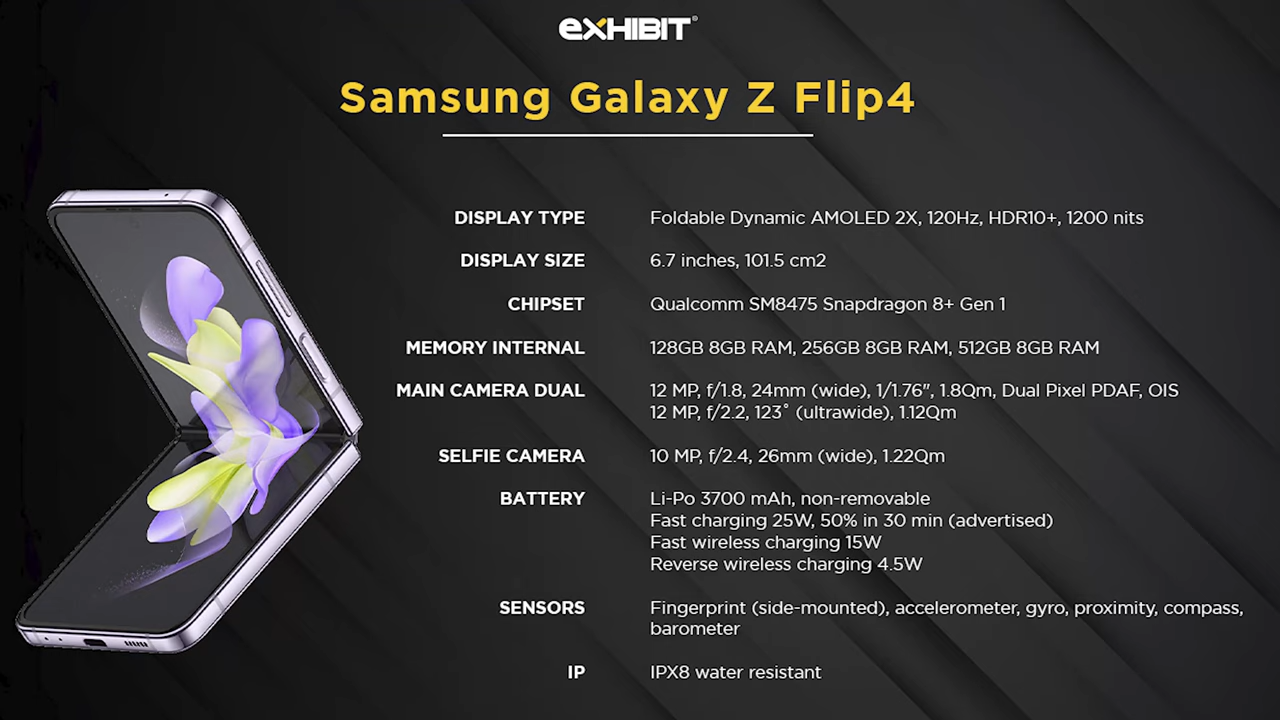 eXHIBIT®
Samsung Galaxy Z Flip4
DISPLAY TYPE Foldable Dynamic AMOLED 2X, 120Hz, HDR10+, 1200 nits
DISPLAY SIZE 6.7 inches, 101.5 cm2
CHIPSET Qualcomm SM8475 Snapdragon 8+ Gen 1
MEMORY INTERNAL 128GB 8GB RAM, 256GB 8GB RAM, 512GB 8GB RAM
MAIN CAMERA DUAL 12 MP, f/1.8, 24mm (wide), 1/1.76", 1.8Qm, Dual Pixel PDAF, OIS
12 MP, f/2.2, 123˚ (ultrawide), 1.12Qm
SELFIE CAMERA 10 MP, f/2.4, 26mm (wide), 1.22Qm
BATTERY Li-Po 3700 mAh, non-removable
Fast charging 25W, 50% in 30 min (advertised)
Fast wireless charging 15W
Reverse wireless charging 4.5W
SENSORS Fingerprint (side-mounted), accelerometer, gyro, proximity, compass,
barometer
IP IPX8 water resistant